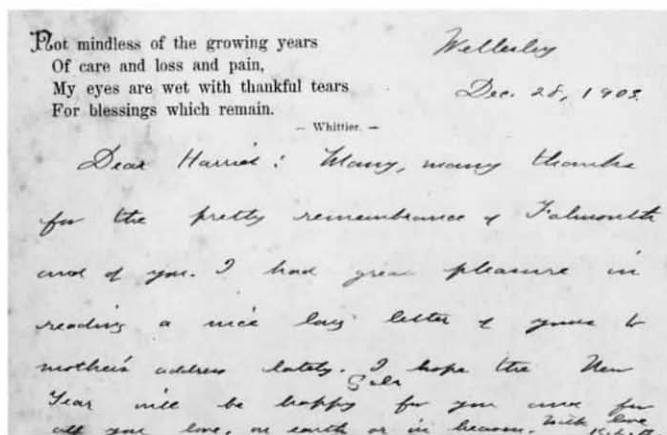 Not mindless of the growing years
Of care and loss and pain,
My eyes are wet with thankful tears
For blessings which remain.
— Whittier. —
Wellesley
Dec. 28, 1903.
Dear Harriet: Many, many thanks
for the pretty remembrance of Falmouth
and of you. I had great pleasure in
reading a nice long letter of yours to
mother's address lately. I hope the New
Year will be happy for you and for
all you love, on earth or in heaven. With love